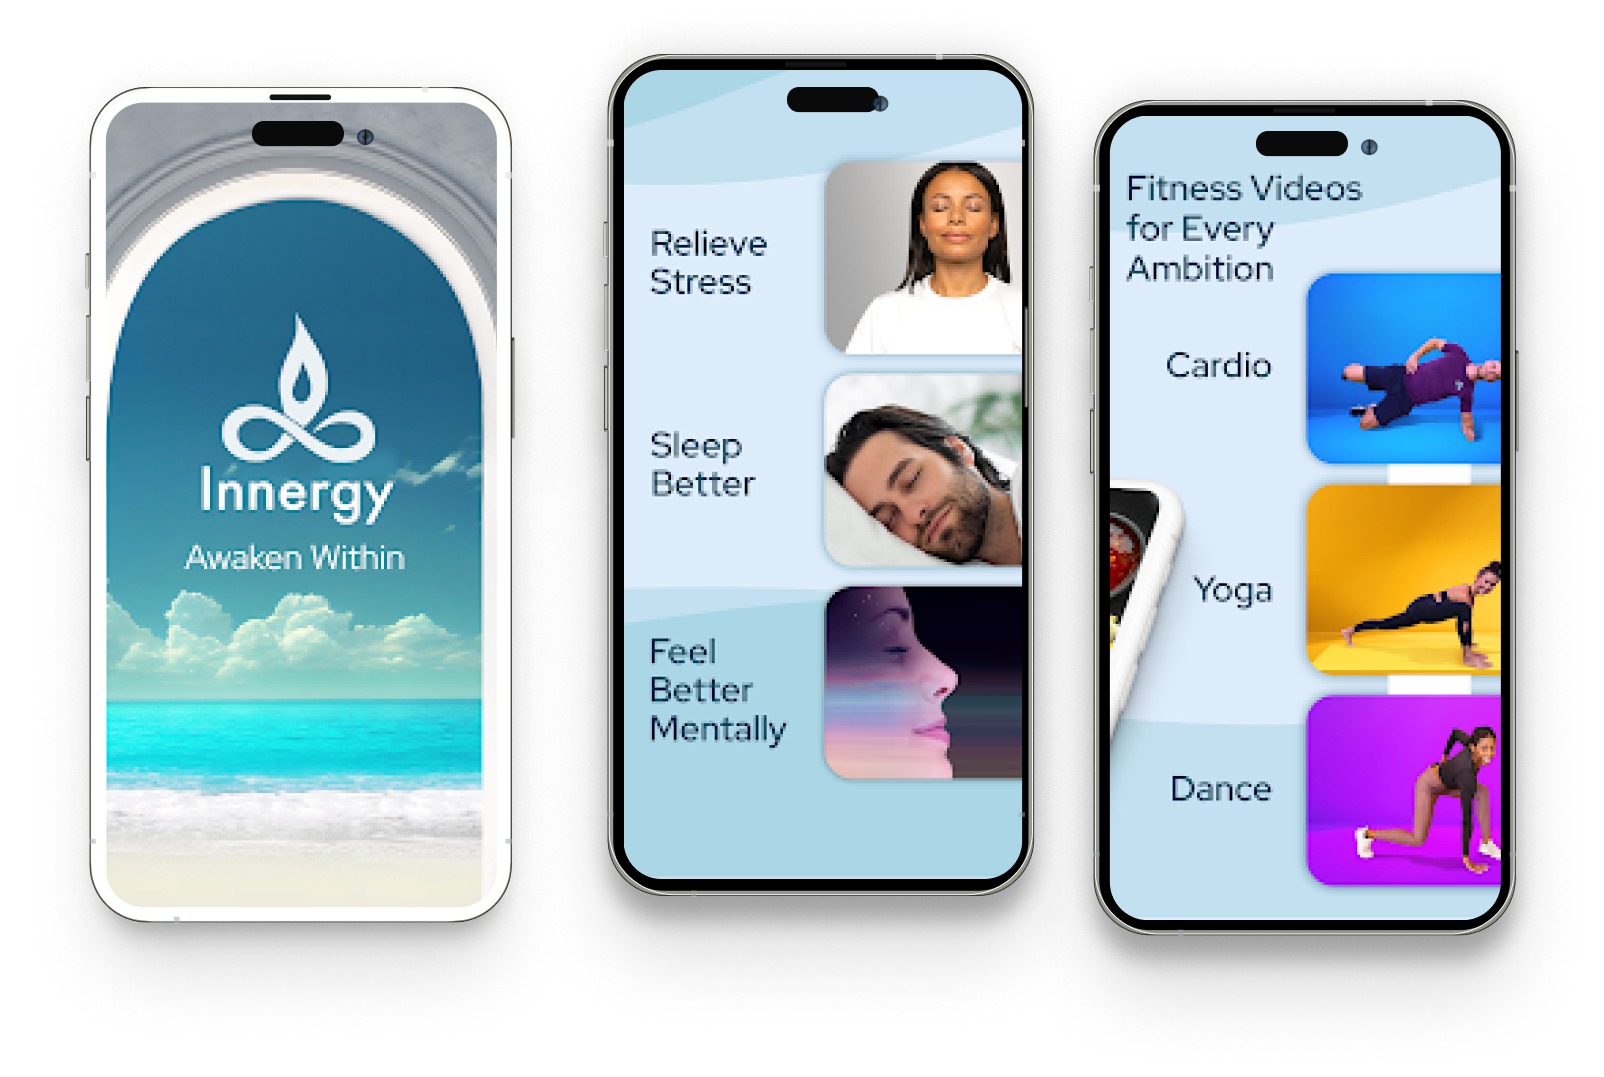 Innergy
Awaken Within
Relieve
Stress
Sleep
Better
Feel
Better
Mentally
Fitness Videos
for Every
Ambition
Cardio
Yoga
Dance